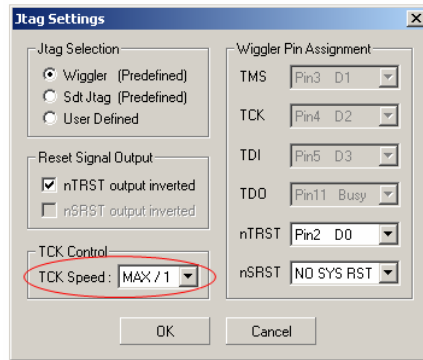 Jtag Settings
Jtag Selection
Wiggler (Predefined)
Sdt Jtag (Predefined)
User Defined
Reset Signal Output
nTRST output inverted
nSRST output inverted
TCK Control
TCK Speed : MAX / 1
Wiggler Pin Assignment
TMS Pin3 D1
TCK Pin4 D2
TDI Pin5 D3
TDO Pin11 Busy
nTRST Pin2 D0
nSRST NO SYS RST
OK Cancel